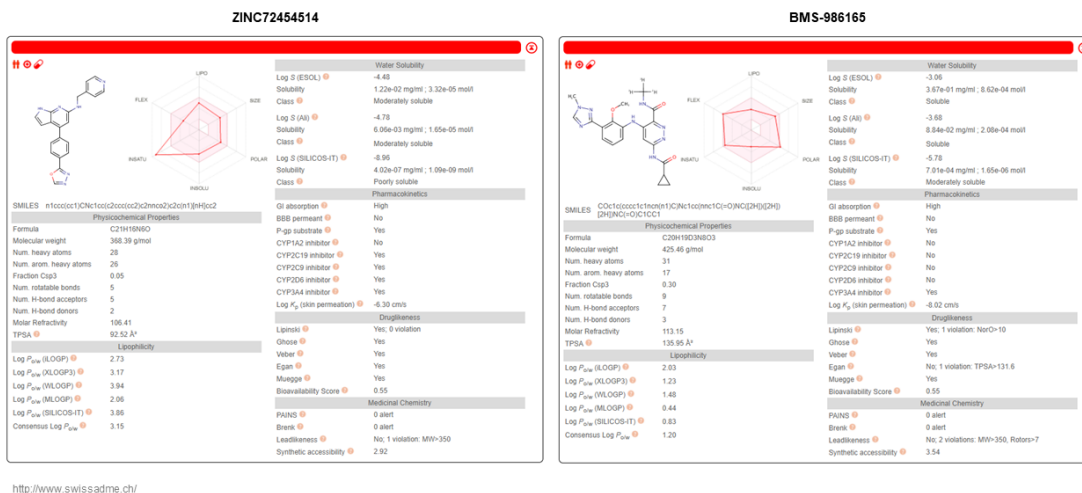 ZINC72454514
BMS-986165
LIPO
FLEX
SIZE
INSATU
POLAR
INSOLU
SMILES n1ccc(cc1)CNc1cc(c2ccc(cc2)c2nnco2)c2c(n1)[nH]cc2
Physicochemical Properties
Formula C21H16N6O
Molecular weight 368.39 g/mol
Num. heavy atoms 28
Num. arom. heavy atoms 26
Fraction Csp3 0.05
Num. rotatable bonds 5
Num. H-bond acceptors 5
Num. H-bond donors 2
Molar Refractivity 106.41
TPSA 92.52 Å²
Lipophilicity
Log Po/w (iLOGP) 2.73
Log Po/w (XLOGP3) 3.17
Log Po/w (WLOGP) 3.94
Log Po/w (MLOGP) 2.06
Log Po/w (SILICOS-IT) 3.86
Consensus Log Po/w 3.15
Water Solubility
Log S (ESOL) -4.48
Solubility 1.22e-02 mg/ml ; 3.32e-05 mol/l
Class Moderately soluble
Log S (Ali) -4.78
Solubility 6.06e-03 mg/ml ; 1.65e-05 mol/l
Class Moderately soluble
Log S (SILICOS-IT) -8.96
Solubility 4.02e-07 mg/ml ; 1.09e-09 mol/l
Class Poorly soluble
Pharmacokinetics
GI absorption High
BBB permeant No
P-gp substrate Yes
CYP1A2 inhibitor No
CYP2C19 inhibitor Yes
CYP2C9 inhibitor Yes
CYP2D6 inhibitor Yes
CYP3A4 inhibitor Yes
Log Kp (skin permeation) -6.30 cm/s
Druglikeness
Lipinski Yes; 0 violation
Ghose Yes
Veber Yes
Egan Yes
Muegge Yes
Bioavailability Score 0.55
Medicinal Chemistry
PAINS 0 alert
Brenk 0 alert
Leadlikeness No; 1 violation: MW>350
Synthetic accessibility 2.92
LIPO
FLEX
SIZE
INSATU
POLAR
INSOLU
SMILES COc1c(cccc1c1ncn(n1)C)Nc1cc(nnc1C(=O)NC([2H])([2H])
[2H])NC(=O)C1CC1
Physicochemical Properties
Formula C20H19D3N8O3
Molecular weight 425.46 g/mol
Num. heavy atoms 31
Num. arom. heavy atoms 17
Fraction Csp3 0.30
Num. rotatable bonds 9
Num. H-bond acceptors 7
Num. H-bond donors 3
Molar Refractivity 113.15
TPSA 135.95 Å²
Lipophilicity
Log Po/w (iLOGP) 2.03
Log Po/w (XLOGP3) 1.23
Log Po/w (WLOGP) 1.48
Log Po/w (MLOGP) 0.44
Log Po/w (SILICOS-IT) 0.83
Consensus Log Po/w 1.20
Water Solubility
Log S (ESOL) -3.06
Solubility 3.67e-01 mg/ml ; 8.62e-04 mol/l
Class Soluble
Log S (Ali) -3.68
Solubility 8.84e-02 mg/ml ; 2.08e-04 mol/l
Class Soluble
Log S (SILICOS-IT) -5.78
Solubility 7.01e-04 mg/ml ; 1.65e-06 mol/l
Class Moderately soluble
Pharmacokinetics
GI absorption High
BBB permeant No
P-gp substrate Yes
CYP1A2 inhibitor No
CYP2C19 inhibitor No
CYP2C9 inhibitor No
CYP2D6 inhibitor No
CYP3A4 inhibitor Yes
Log Kp (skin permeation) -8.02 cm/s
Druglikeness
Lipinski Yes; 1 violation: NorO>10
Ghose Yes
Veber Yes
Egan No; 1 violation: TPSA>131.6
Muegge Yes
Bioavailability Score 0.55
Medicinal Chemistry
PAINS 0 alert
Brenk 0 alert
Leadlikeness No; 2 violations: MW>350, Rotors>7
Synthetic accessibility 3.54
http://www.swissadme.ch/